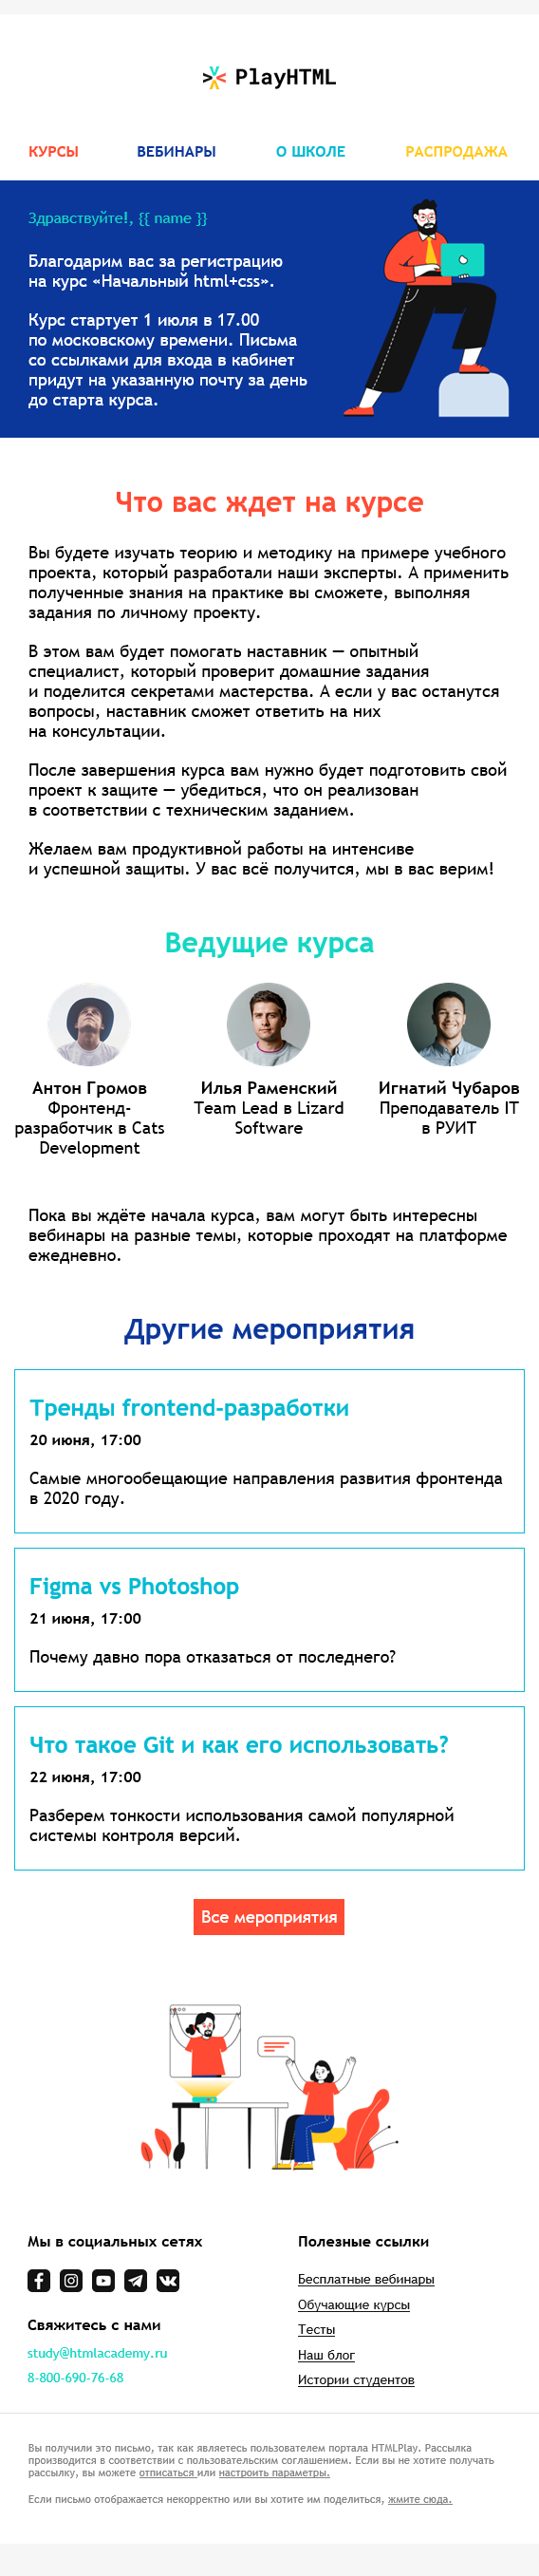 PlayHTML
КУРСЫ ВЕБИНАРЫ О ШКОЛЕ РАСПРОДАЖА
Здравствуйте!, {{ name }}
Благодарим вас за регистрацию
на курс «Начальный html+css».
Курс стартует 1 июля в 17.00
по московскому времени. Письма
со ссылками для входа в кабинет
придут на указанную почту за день
до старта курса.
Что вас ждет на курсе
Вы будете изучать теорию и методику на примере учебного
проекта, который разработали наши эксперты. А применить
полученные знания на практике вы сможете, выполняя
задания по личному проекту.
В этом вам будет помогать наставник — опытный
специалист, который проверит домашние задания
и поделится секретами мастерства. А если у вас останутся
вопросы, наставник сможет ответить на них
на консультации.
После завершения курса вам нужно будет подготовить свой
проект к защите — убедиться, что он реализован
в соответствии с техническим заданием.
Желаем вам продуктивной работы на интенсиве
и успешной защиты. У вас всё получится, мы в вас верим!
Ведущие курса
Антон Громов
Фронтенд-
разработчик в Cats
Development
Илья Раменский
Team Lead в Lizard
Software
Игнатий Чубаров
Преподаватель IT
в РУИТ
Пока вы ждёте начала курса, вам могут быть интересны
вебинары на разные темы, которые проходят на платформе
ежедневно.
Другие мероприятия
Тренды frontend-разработки
20 июня, 17:00
Самые многообещающие направления развития фронтенда
в 2020 году.
Figma vs Photoshop
21 июня, 17:00
Почему давно пора отказаться от последнего?
Что такое Git и как его использовать?
22 июня, 17:00
Разберем тонкости использования самой популярной
системы контроля версий.
Все мероприятия
Мы в социальных сетях
Свяжитесь с нами
study@htmlacademy.ru
8-800-690-76-68
Полезные ссылки
Бесплатные вебинары
Обучающие курсы
Тесты
Наш блог
Истории студентов
Вы получили это письмо, так как являетесь пользователем портала HTMLPlay. Рассылка
производится в соответствии с пользовательским соглашением. Если вы не хотите получать
рассылку, вы можете отписаться или настроить параметры.
Если письмо отображается некорректно или вы хотите им поделиться, жмите сюда.